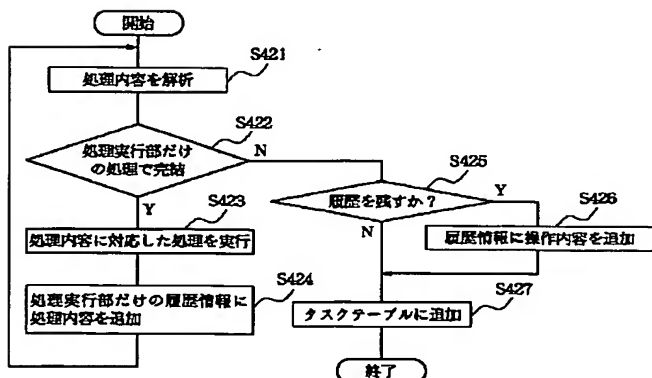 開始
S421
処理内容を解析
S422
処理実行部だけ
の処理で完結
N
Y
S423
処理内容に対応した処理を実行
S424
処理実行部だけの履歴情報に
処理内容を追加
S425
履歴を残すか?
Y
N
S426
履歴情報に操作内容を追加
S427
タスクテーブルに追加
終了